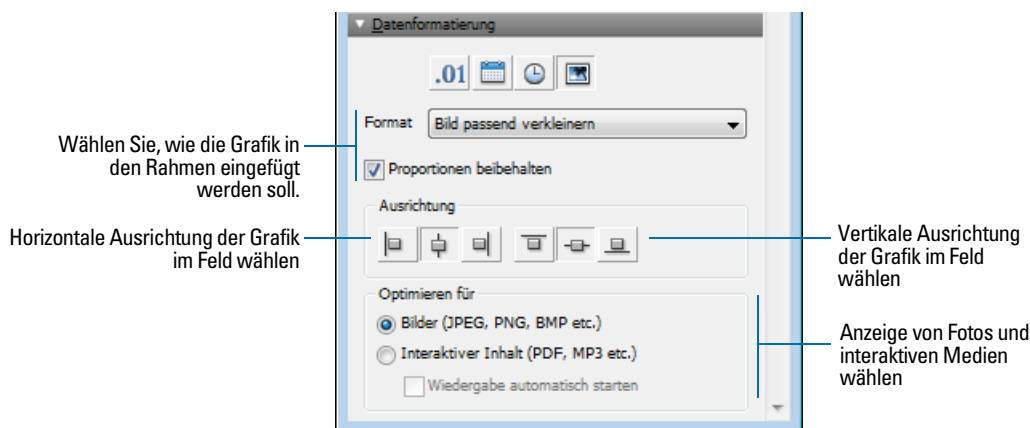 Datenformatierung
.01
Format Bild passend verkleinern
Wählen Sie, wie die Grafik in
den Rahmen eingefügt
werden soll.
Proportionen beibehalten
Ausrichtung
Horizontale Ausrichtung der Grafik
im Feld wählen
Vertikale Ausrichtung
der Grafik im Feld
wählen
Optimieren für
Bilder (JPEG, PNG, BMP etc.)
Interaktiver Inhalt (PDF, MP3 etc.)
Wiedergabe automatisch starten
Anzeige von Fotos und
interaktiven Medien
wählen